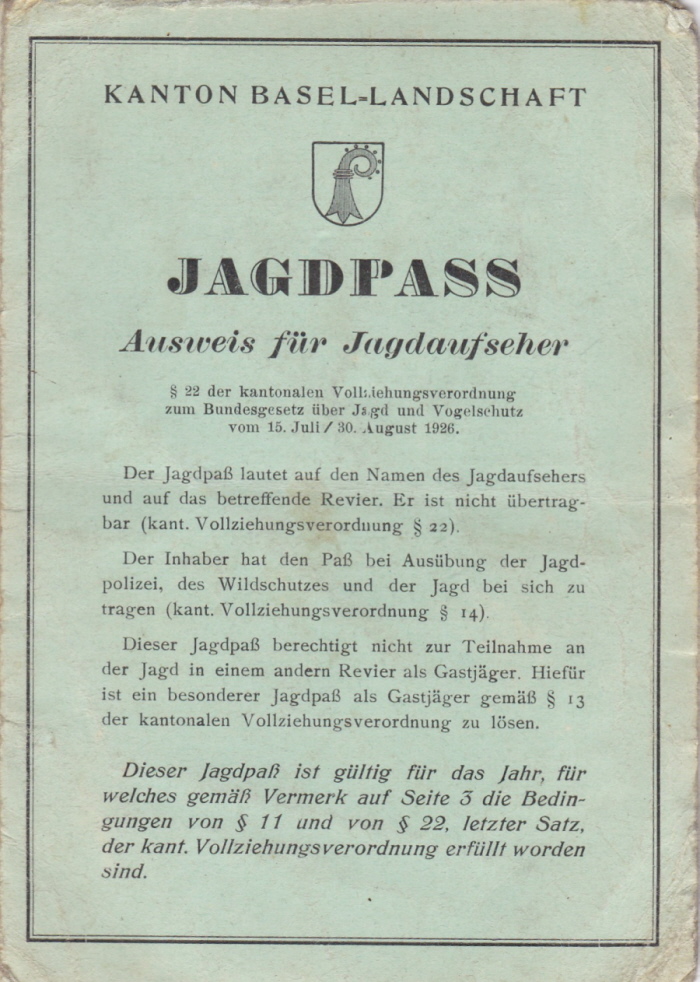 KANTON BASEL=LANDSCHAFT
JAGDPASS
Ausweis für Jagdaufseher
§ 22 der kantonalen Vollziehungsverordnung
zum Bundesgesetz über Jagd und Vogelschutz
vom 15. Juli / 30. August 1926.
Der Jagdpaß lautet auf den Namen des Jagdaufsehers
und auf das betreffende Revier. Er ist nicht übertrag-
bar (kant. Vollziehungsverordnung § 22).
Der Inhaber hat den Paß bei Ausübung der Jagd-
polizei, des Wildschutzes und der Jagd bei sich zu
tragen (kant. Vollziehungsverordnung § 14).
Dieser Jagdpaß berechtigt nicht zur Teilnahme an
der Jagd in einem andern Revier als Gastjäger. Hiefür
ist ein besonderer Jagdpaß als Gastjäger gemäß § 13
der kantonalen Vollziehungsverordnung zu lösen.
Dieser Jagdpaß ist gültig für das Jahr, für
welches gemäß Vermerk auf Seite 3 die Bedin-
gungen von § 11 und von § 22, letzter Satz,
der kant. Vollziehungsverordnung erfüllt worden
sind.